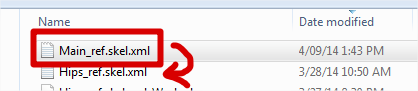 Name
Date modified
Main_ref.skel.xml 4/09/14 1:43 PM
Hips_ref.skel.xml 3/28/14 10:50 AM